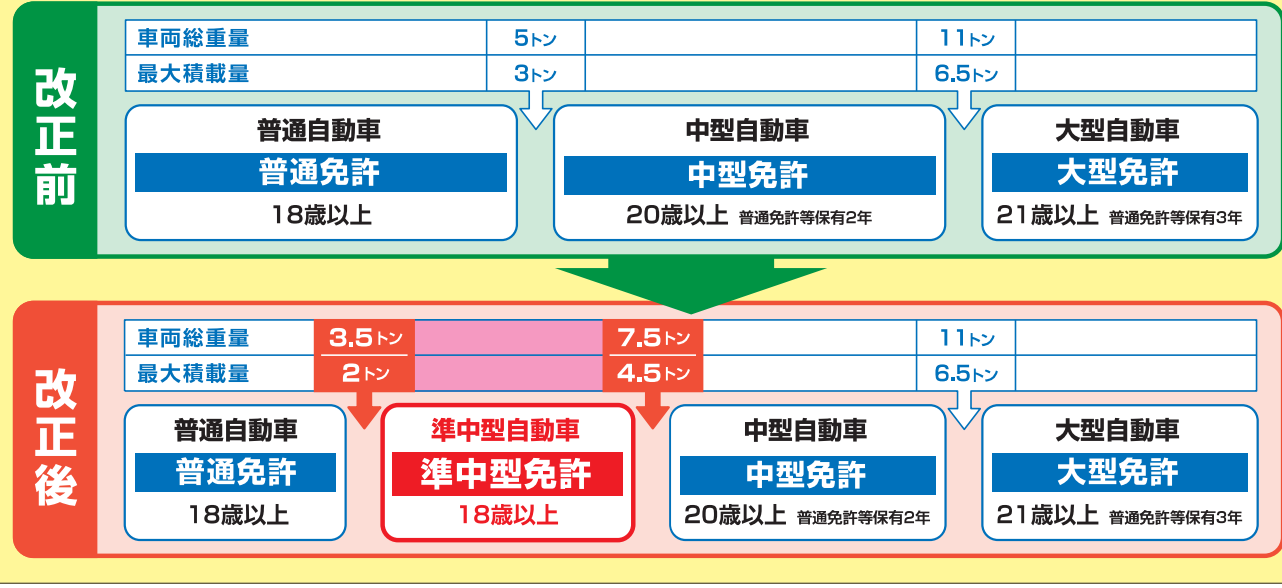 改正前
車両総重量 5トン 11トン
最大積載量 3トン 6.5トン
普通自動車
普通免許
18歳以上
中型自動車
中型免許
20歳以上 普通免許等保有2年
大型自動車
大型免許
21歳以上 普通免許等保有3年
改正後
車両総重量 3.5トン 7.5トン 11トン
最大積載量 2トン 4.5トン 6.5トン
普通自動車
普通免許
18歳以上
準中型自動車
準中型免許
18歳以上
中型自動車
中型免許
20歳以上 普通免許等保有2年
大型自動車
大型免許
21歳以上 普通免許等保有3年